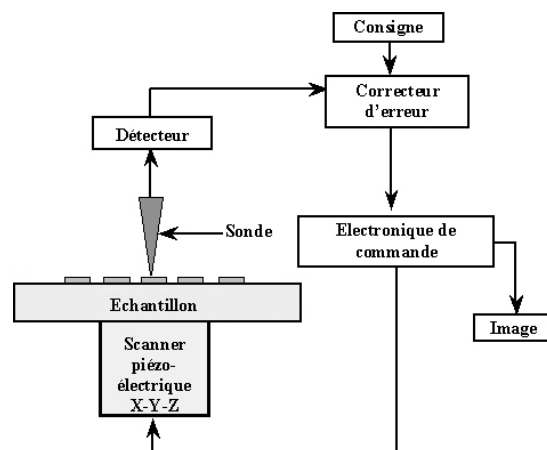 Consigne
Correcteur
d'erreur
Détecteur
Sonde
Electronique de
commande
Echantillon
Image
Scanner
piézo-
électrique
X-Y-Z